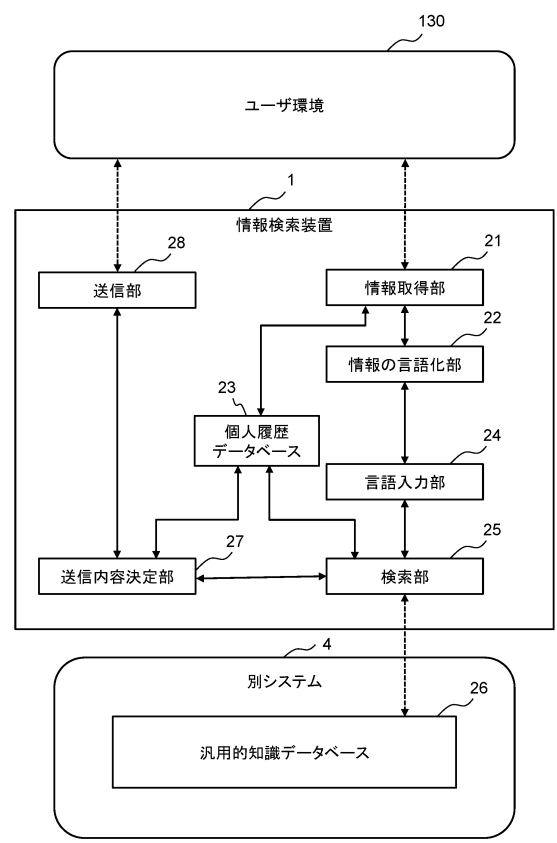 130
ユーザ環境
1
情報検索装置
28
送信部
21
情報取得部
22
情報の言語化部
23
個人履歴
データベース
24
言語入力部
27
送信内容決定部
25
検索部
4
別システム
26
汎用的知識データベース